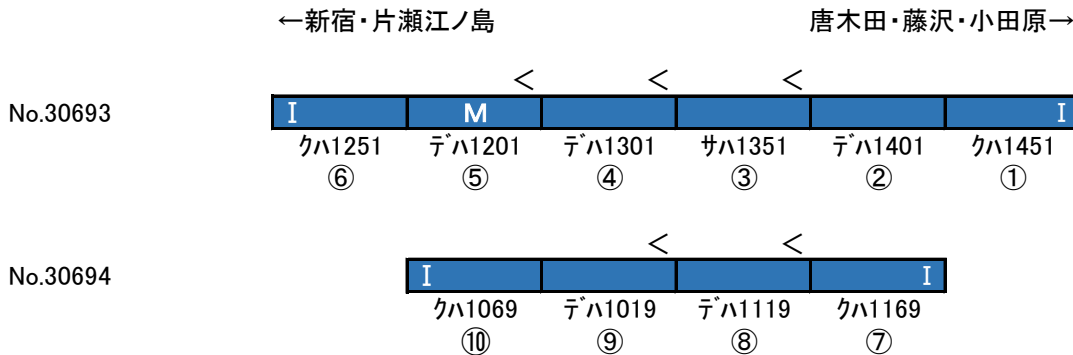 ←新宿・片瀬江ノ島 唐木田・藤沢・小田原→
< < <
No.30693 I M I
クハ1251 デハ1201 デハ1301 サハ1351 デハ1401 クハ1451
⑥ ⑤ ④ ③ ② ①
< <
No.30694 I I
クハ1069 デハ1019 デハ1119 クハ1169
⑩ ⑨ ⑧ ⑦